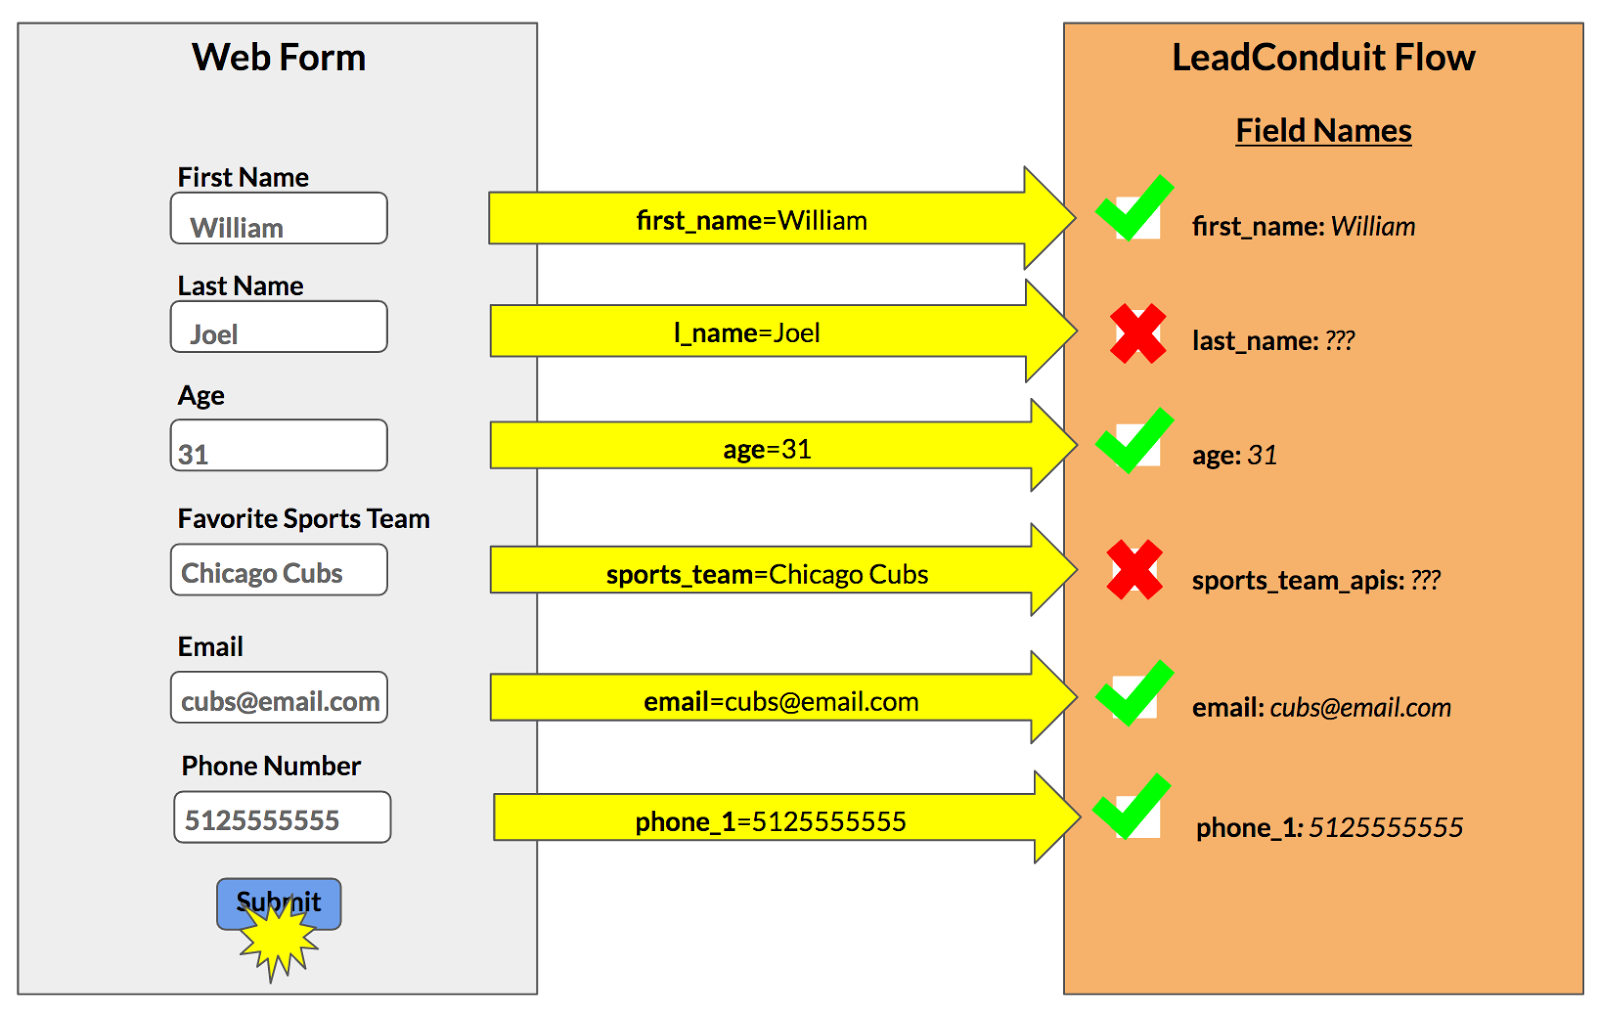 Web Form
LeadConduit Flow
Field Names
First Name
William
first_name=William
first_name: William
Last Name
Joel
l_name=Joel
last_name: ???
Age
31
age=31
age: 31
Favorite Sports Team
Chicago Cubs
sports_team=Chicago Cubs
sports_team_apis: ???
Email
cubs@email.com
email=cubs@email.com
email: cubs@email.com
Phone Number
5125555555
phone_1=5125555555
phone_1: 5125555555
Submit